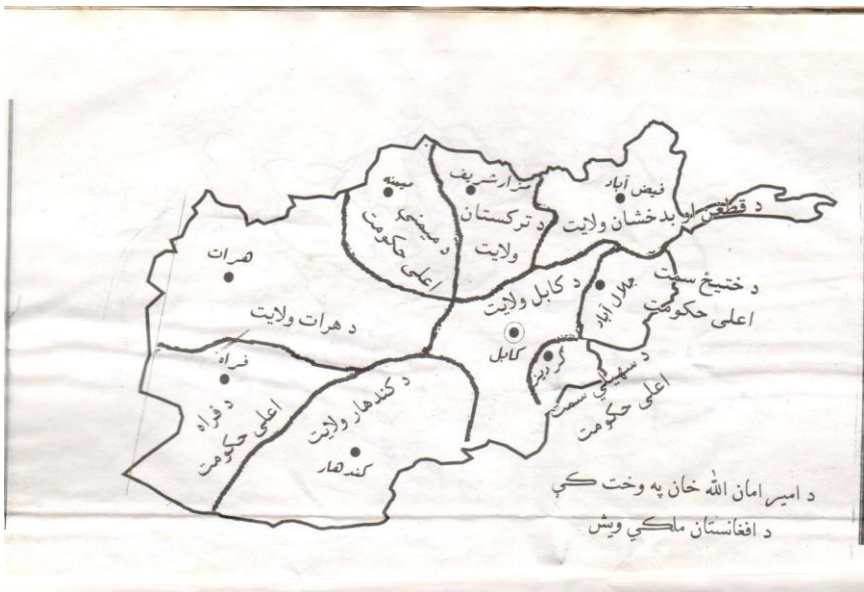 فیض آباد
د قطغن او بدخشان ولایت
مزارشریف
د ترکستان
ولایت
میمنه
د میمنې
اعلی حکومت
هرات
د هرات ولایت
د کابل ولایت
کابل
جلال آباد
د ختیځ سمت
اعلی حکومت
ګردیز
د سهیلي سمت
اعلی حکومت
فراه
د فراه
اعلی حکومت
د کندهار ولایت
کندهار
د امیر امان الله خان په وخت کي
د افغانستان ملکي ویش